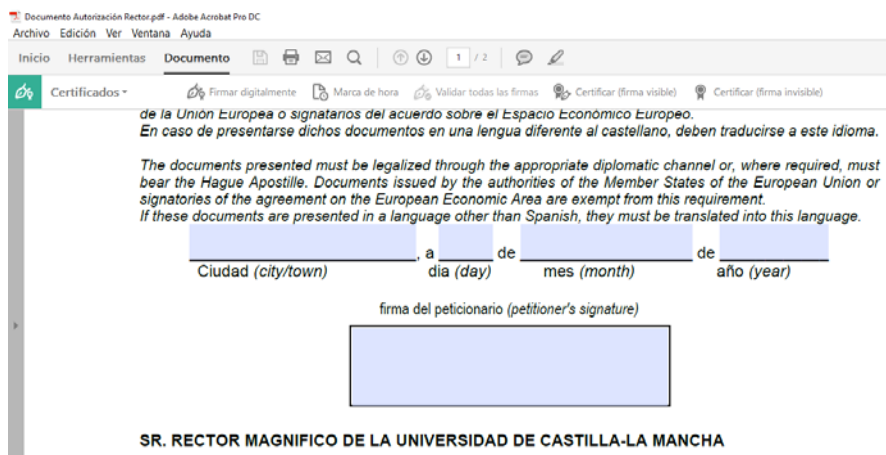 Documento Autorización Rector.pdf - Adobe Acrobat Pro DC
Archivo Edición Ver Ventana Ayuda
Inicio Herramientas Documento 1 / 2
Certificados Firmar digitalmente Marca de hora Validar todas las firmas Certificar (firma visible) Certificar (firma invisible)
de la Unión Europea o signatarios del acuerdo sobre el Espacio Económico Europeo.
En caso de presentarse dichos documentos en una lengua diferente al castellano, deben traducirse a este idioma.
The documents presented must be legalized through the appropriate diplomatic channel or, where required, must
bear the Hague Apostille. Documents issued by the authorities of the Member States of the European Union or
signatories of the agreement on the European Economic Area are exempt from this requirement.
If these documents are presented in a language other than Spanish, they must be translated into this language.
, a de de
Ciudad (city/town) dia (day) mes (month) año (year)
firma del peticionario (petitioner's signature)
SR. RECTOR MAGNIFICO DE LA UNIVERSIDAD DE CASTILLA-LA MANCHA